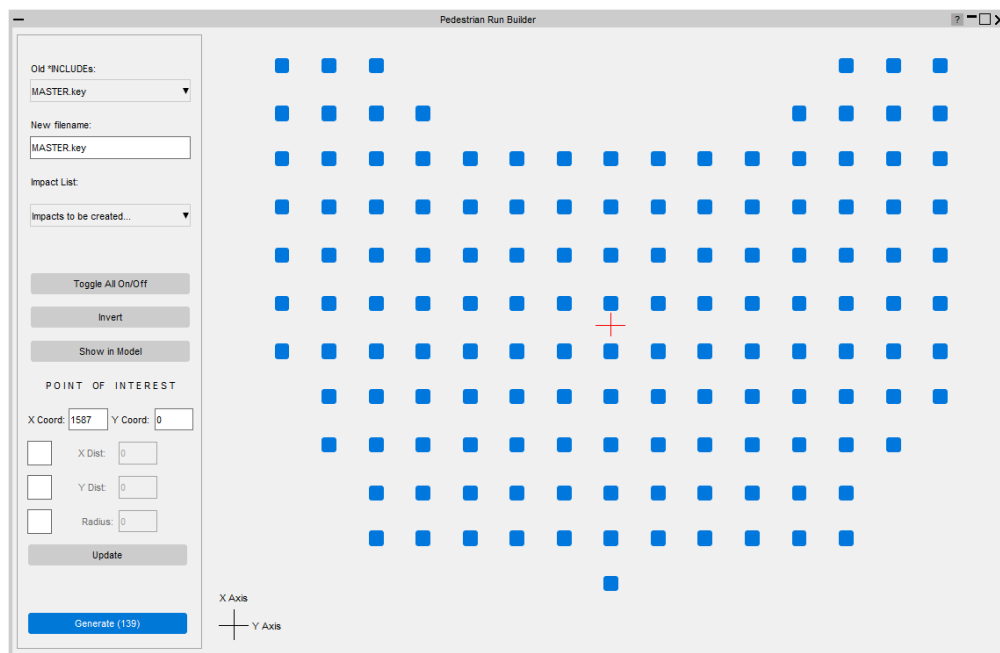 Pedestrian Run Builder
?
Old *INCLUDEs:
MASTER.key
New filename:
MASTER.key
Impact List:
Impacts to be created...
Toggle All On/Off
Invert
Show in Model
POINT OF INTEREST
X Coord: 1587 Y Coord: 0
X Dist: 0
Y Dist: 0
Radius: 0
Update
Generate (139)
X Axis
Y Axis